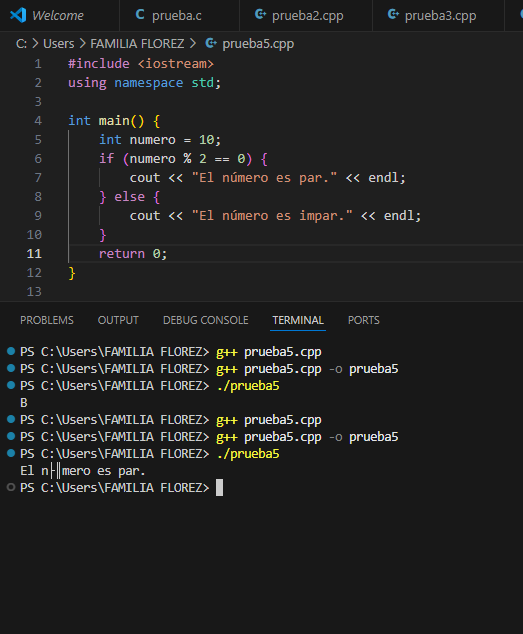 Welcome
prueba.c
prueba2.cpp
prueba3.cpp
C: > Users > FAMILIA FLOREZ > prueba5.cpp
1 #include <iostream>
2 using namespace std;
3
4 int main() {
5 int numero = 10;
6 if (numero % 2 == 0) {
7 cout << "El número es par." << endl;
8 } else {
9 cout << "El número es impar." << endl;
10 }
11 return 0;
12 }
13
PROBLEMS OUTPUT DEBUG CONSOLE TERMINAL PORTS
PS C:\Users\FAMILIA FLOREZ> g++ prueba5.cpp
PS C:\Users\FAMILIA FLOREZ> g++ prueba5.cpp -o prueba5
PS C:\Users\FAMILIA FLOREZ> ./prueba5
B
PS C:\Users\FAMILIA FLOREZ> g++ prueba5.cpp
PS C:\Users\FAMILIA FLOREZ> g++ prueba5.cpp -o prueba5
PS C:\Users\FAMILIA FLOREZ> ./prueba5
El n├║mero es par.
PS C:\Users\FAMILIA FLOREZ>